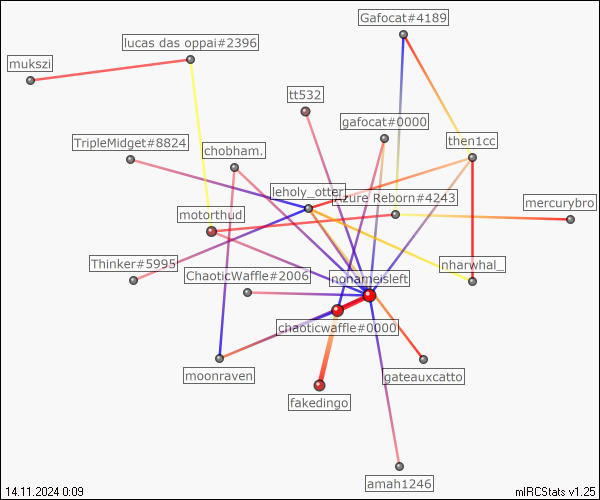 Gafocat#4189
lucas das oppai#2396
mukszi
tt532
gafocat#0000
then1cc
TripleMidget#8824
chobham.
leholy_otter
Azure Reborn#4243
mercurybro
motorthud
Thinker#5995
nharwhal_
ChaoticWaffle#2006
nonameisleft
chaoticwaffle#0000
moonraven
gateauxcatto
fakedingo
amah1246
14.11.2024 0:09
mIRCStats v1.25